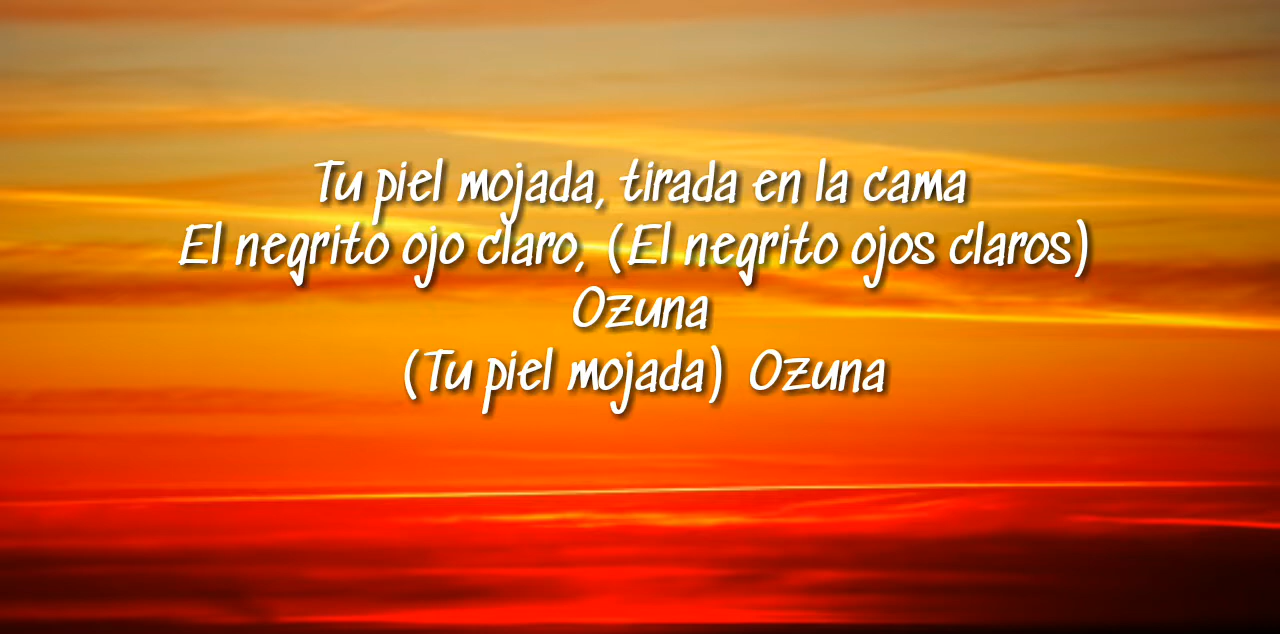 Tu piel mojada, tirada en la cama
El negrito ojo claro, (El negrito ojos claros)
Ozuna
(Tu piel mojada) Ozuna